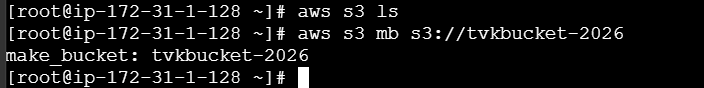 [root@ip-172-31-1-128 ~]# aws s3 ls
[root@ip-172-31-1-128 ~]# aws s3 mb s3://tvkbucket-2026
make_bucket: tvkbucket-2026
[root@ip-172-31-1-128 ~]#